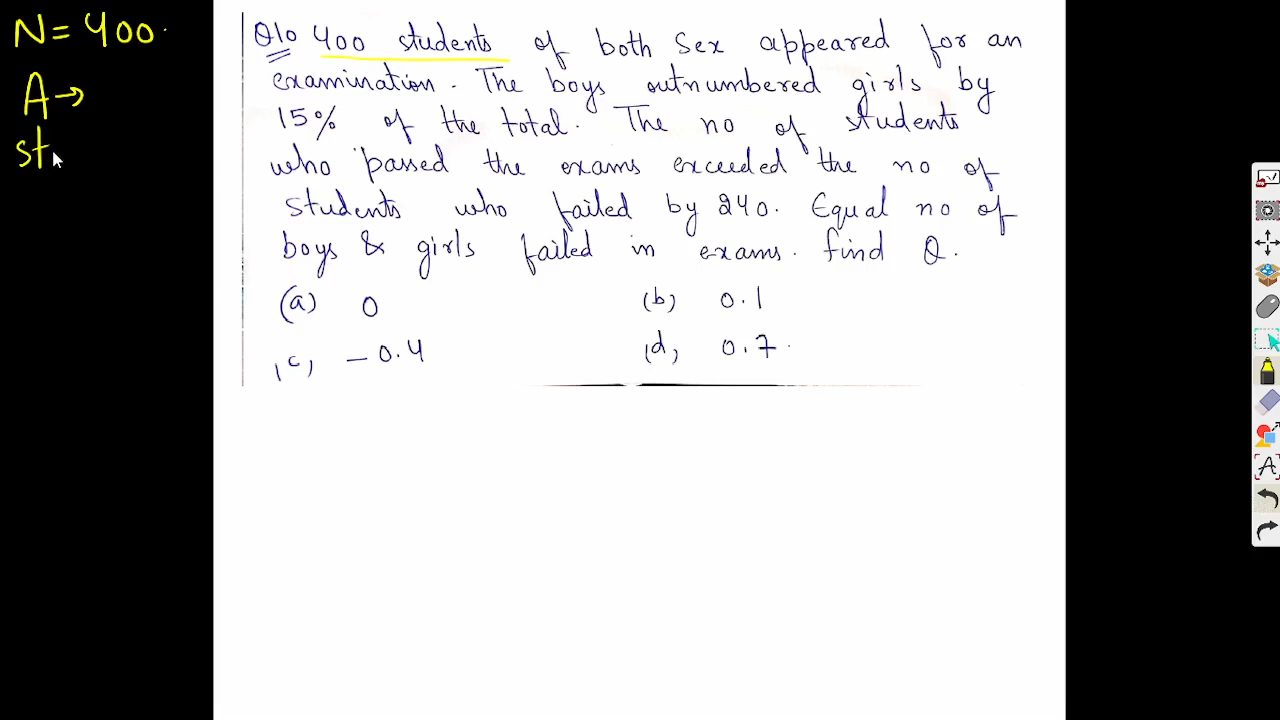 N = 400.
A →
st
Q10 400 students of both Sex appeared for an
examination. The boys outnumbered girls by
15% of the total. The no of students
who passed the exams exceeded the no of
students who failed by 240. Equal no of
boys & girls failed in exams. find Q.
(a) 0 (b) 0.1
(c) -0.4 (d) 0.7.